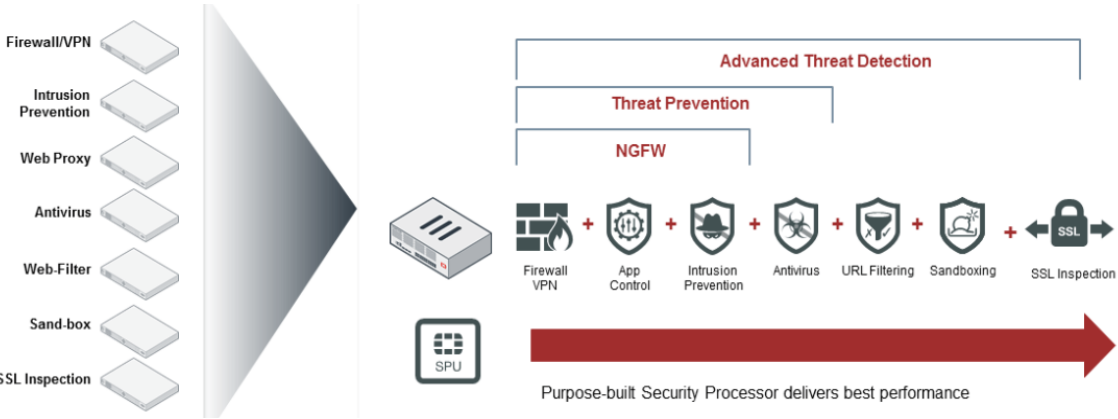 Firewall/VPN
Intrusion
Prevention
Web Proxy
Antivirus
Web-Filter
Sand-box
SSL Inspection
Advanced Threat Detection
Threat Prevention
NGFW
SSL
Firewall
VPN
App
Control
Intrusion
Prevention
Antivirus
URL Filtering
Sandboxing
SSL Inspection
SPU
Purpose-built Security Processor delivers best performance